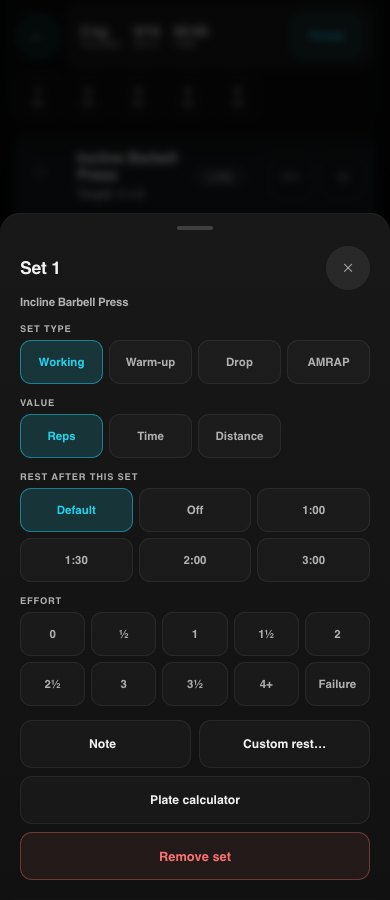 Incline Barbell
Press
Set 1
×
Incline Barbell Press
SET TYPE
Working Warm-up Drop AMRAP
VALUE
Reps Time Distance
REST AFTER THIS SET
Default Off 1:00
1:30 2:00 3:00
EFFORT
0 ½ 1 1½ 2
2½ 3 3½ 4+ Failure
Note Custom rest...
Plate calculator
Remove set